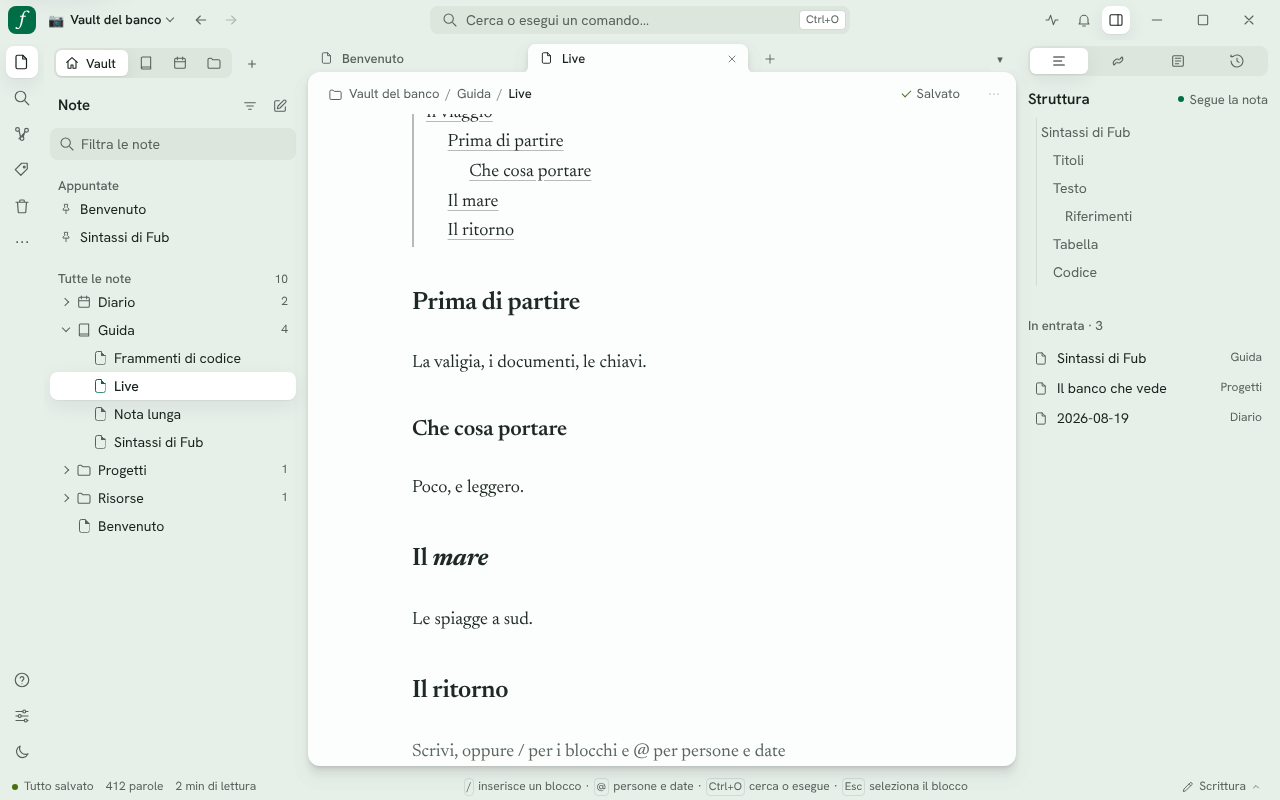 Vault del banco
Cerca o esegui un comando…
Ctrl+O
Vault
Benvenuto
Live
Note
Filtra le note
Appuntate
Benvenuto
Sintassi di Fub
Tutte le note 10
Diario 2
Guida 4
Frammenti di codice
Live
Nota lunga
Sintassi di Fub
Progetti 1
Risorse 1
Benvenuto
Vault del banco / Guida / Live
Salvato
Il viaggio
Prima di partire
Che cosa portare
Il mare
Il ritorno
Prima di partire
La valigia, i documenti, le chiavi.
Che cosa portare
Poco, e leggero.
Il mare
Le spiagge a sud.
Il ritorno
Scrivi, oppure / per i blocchi e @ per persone e date
Struttura
Segue la nota
Sintassi di Fub
Titoli
Testo
Riferimenti
Tabella
Codice
In entrata · 3
Sintassi di Fub Guida
Il banco che vede Progetti
2026-08-19 Diario
Tutto salvato 412 parole 2 min di lettura
/ inserisce un blocco · @ persone e date · Ctrl+O cerca o esegue · Esc seleziona il blocco
Scrittura